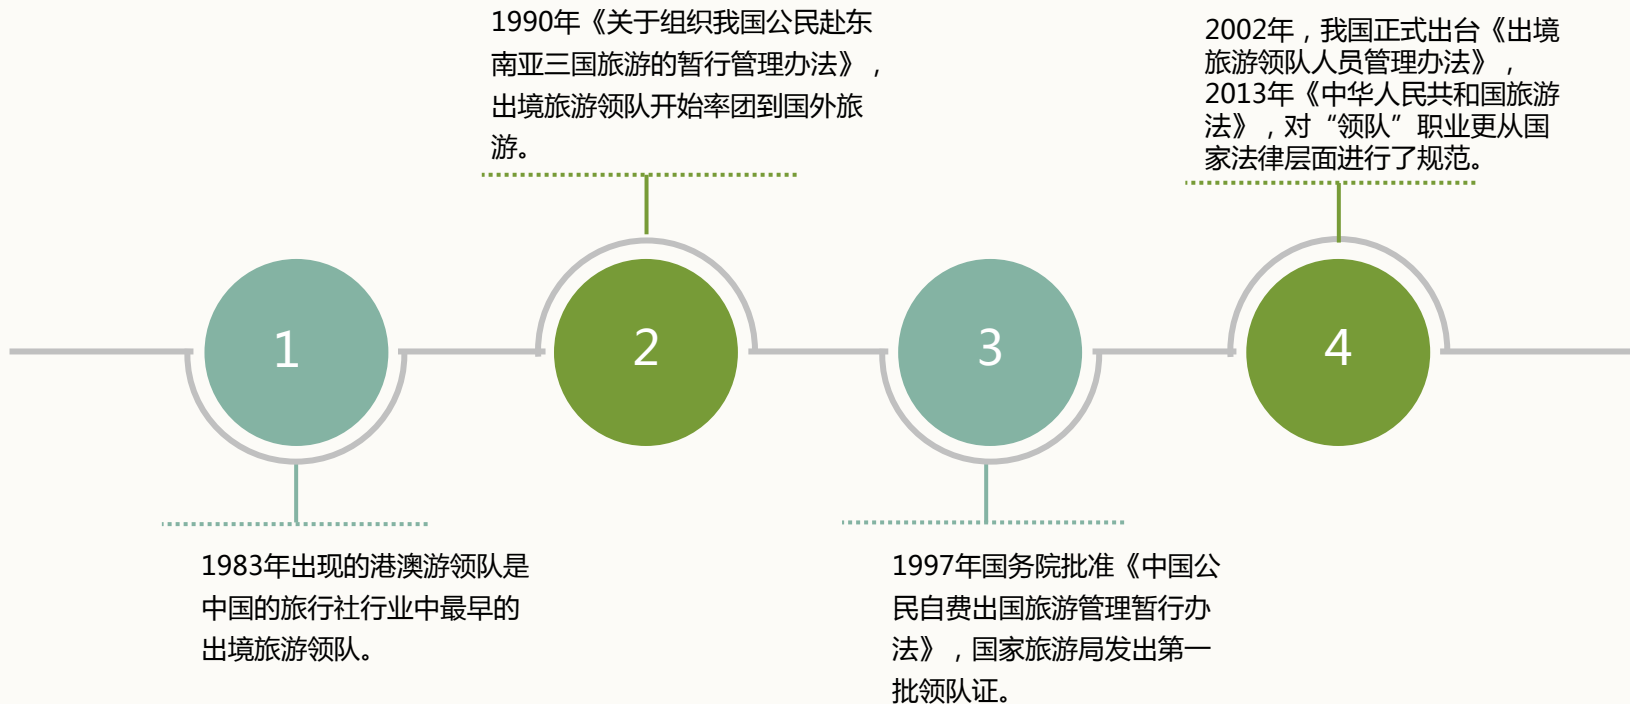 1
1983年出现的港澳游领队是
中国的旅行社行业中最早的
出境旅游领队。
1990年《关于组织我国公民赴东
南亚三国旅游的暂行管理办法》，
出境旅游领队开始率团到国外旅
游。
2
3
1997年国务院批准《中国公
民自费出国旅游管理暂行办
法》，国家旅游局发出第一
批领队证。
2002年，我国正式出台《出境
旅游领队人员管理办法》，
2013年《中华人民共和国旅游
法》，对“领队”职业更从国
家法律层面进行了规范。
4